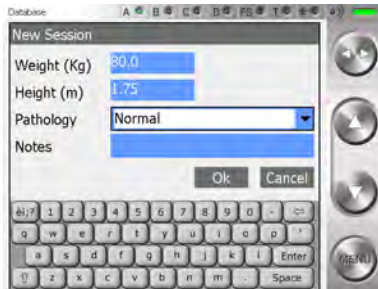 Database A B C D FS T
New Session
Weight (Kg) 80.0
Height (m) 1.75
Pathology Normal
Notes
Ok Cancel
èì;? 1 2 3 4 5 6 7 8 9 0 -
q w e r t y u i o p '
a s d f g h j k l Enter
z x c v b n m . Space
MENU